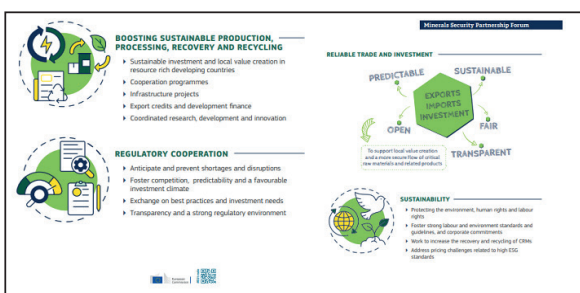 BOOSTING SUSTAINABLE PRODUCTION,
PROCESSING, RECOVERY AND RECYCLING
Sustainable investment and local value creation in
resource rich developing countries
Cooperation programmes
Infrastructure projects
Export credits and development finance
Coordinated research, development and innovation
REGULATORY COOPERATION
Anticipate and prevent shortages and disruptions
Foster competition, predictability and a favourable
investment climate
Exchange on best practices and investment needs
Transparency and a strong regulatory environment
European
Commission
Minerals Security Partnership Forum
RELIABLE TRADE AND INVESTMENT
PREDICTABLE
SUSTAINABLE
EXPORTS
IMPORTS
INVESTMENT
OPEN
FAIR
TRANSPARENT
To support local value creation
and a more secure flow of critical
raw materials and related products
SUSTAINABILITY
Protecting the environment, human rights and labour
rights
Foster strong labour and environment standards and
guidelines, and corporate commitments
Work to increase the recovery and recycling of CRMs
Address pricing challenges related to high ESG
standards